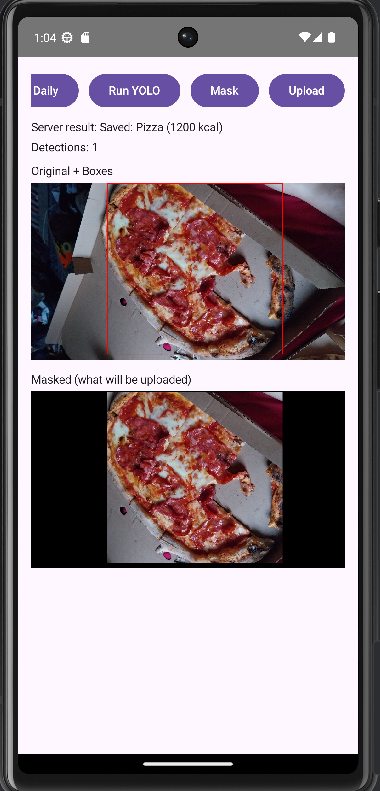 1:04
Daily Run YOLO Mask Upload
Server result: Saved: Pizza (1200 kcal)
Detections: 1
Original + Boxes
Masked (what will be uploaded)